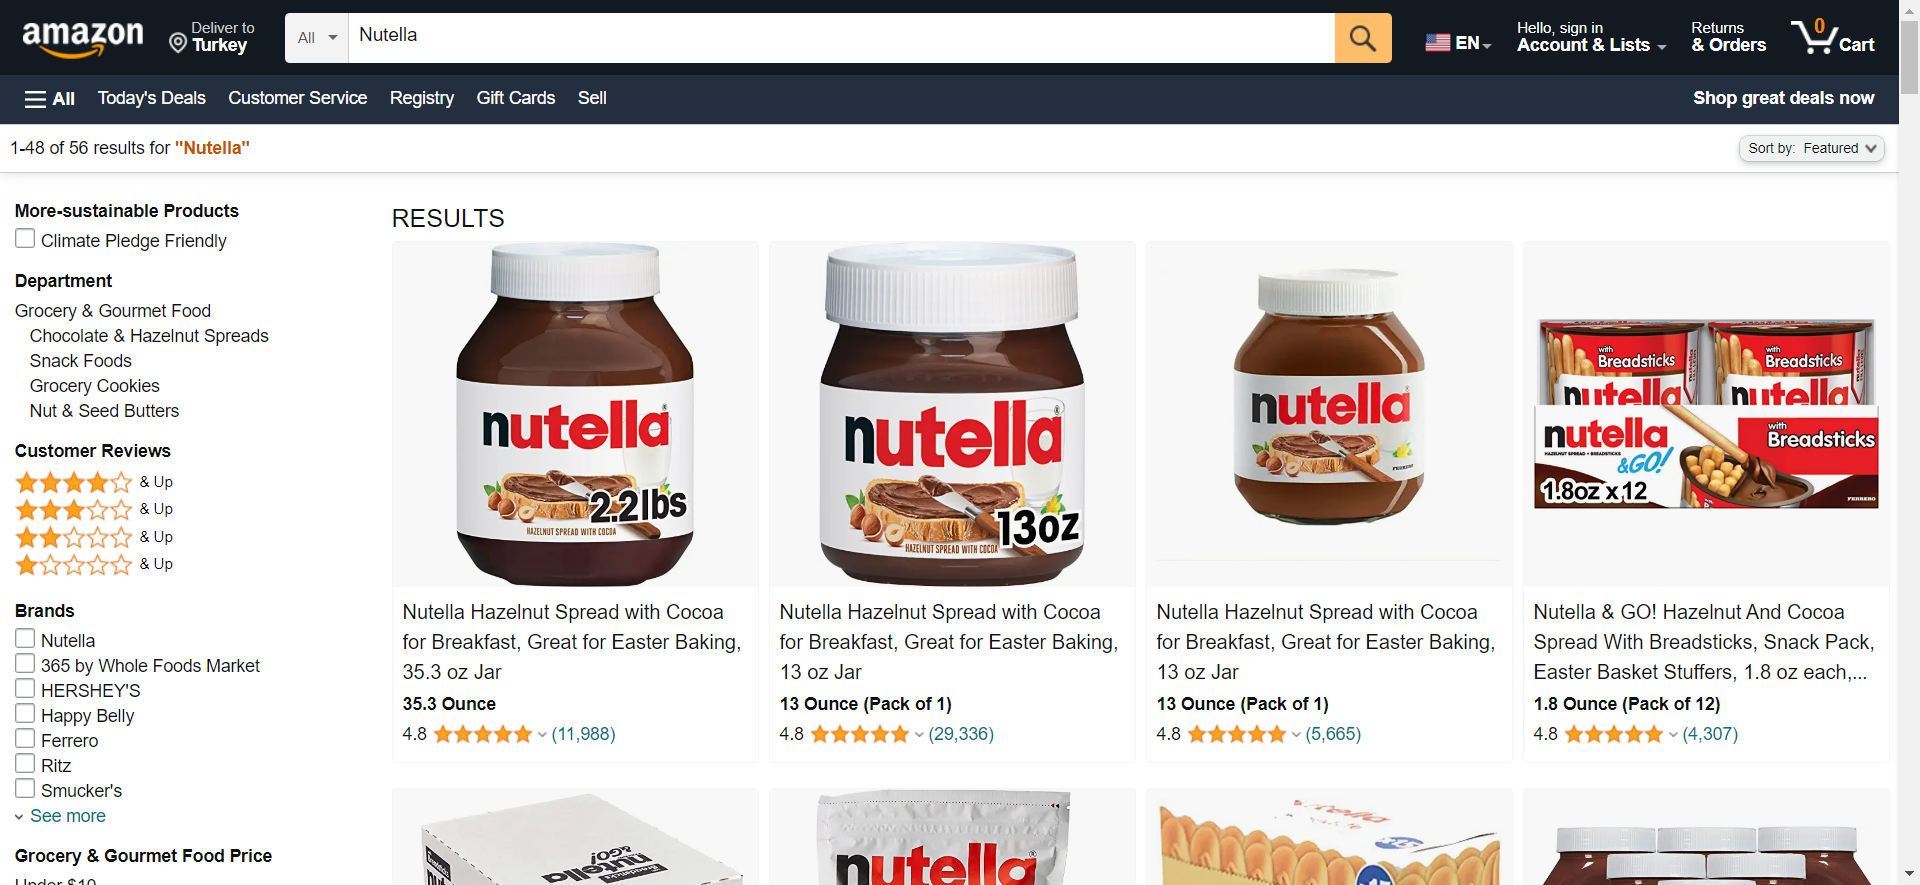 amazon
Deliver to
Turkey
All
Nutella
EN
Hello, sign in
Account & Lists
Returns
& Orders
0
Cart
All
Today's Deals
Customer Service
Registry
Gift Cards
Sell
Shop great deals now
1-48 of 56 results for "Nutella"
Sort by: Featured
More-sustainable Products
Climate Pledge Friendly
Department
Grocery & Gourmet Food
Chocolate & Hazelnut Spreads
Snack Foods
Grocery Cookies
Nut & Seed Butters
Customer Reviews
& Up
& Up
& Up
& Up
Brands
Nutella
365 by Whole Foods Market
HERSHEY'S
Happy Belly
Ferrero
Ritz
Smucker's
See more
Grocery & Gourmet Food Price
Under $10
RESULTS
nutella
2.2lbs
HAZELNUT SPREAD WITH COCOA
Nutella Hazelnut Spread with Cocoa
for Breakfast, Great for Easter Baking,
35.3 oz Jar
35.3 Ounce
4.8
(11,988)
nutella
13oz
HAZELNUT SPREAD WITH COCOA
Nutella Hazelnut Spread with Cocoa
for Breakfast, Great for Easter Baking,
13 oz Jar
13 Ounce (Pack of 1)
4.8
(29,336)
nutella
FERRERO
Nutella Hazelnut Spread with Cocoa
for Breakfast, Great for Easter Baking,
13 oz Jar
13 Ounce (Pack of 1)
4.8
(5,665)
with
Breadsticks
nutella
with
Breadsticks
nutella
nutella
HAZELNUT SPREAD + BREADSTICKS
&GO!
with
Breadsticks
1.8oz x 12
FERRERO
Nutella & GO! Hazelnut And Cocoa
Spread With Breadsticks, Snack Pack,
Easter Basket Stuffers, 1.8 oz each,...
1.8 Ounce (Pack of 12)
4.8
(4,307)
nutella
&GO!
nutella
nutella